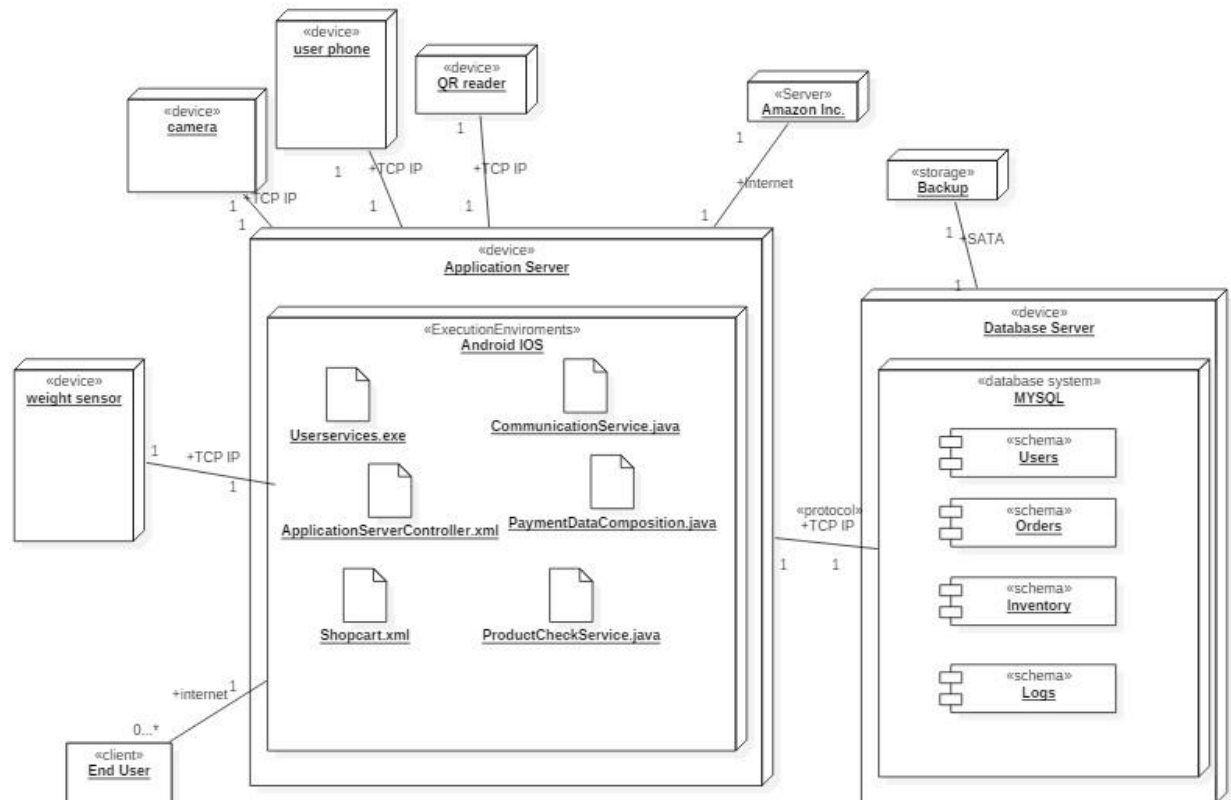 «device»
user phone
«device»
QR reader
«device»
camera
«Server»
Amazon Inc.
«storage»
Backup
1
1
1
+TCP IP
+TCP IP
+TCP IP
+Internet
1
1
1
1
1
1
+SATA
1
«device»
Application Server
«device»
Database Server
«ExecutionEnviroments»
Android IOS
Userservices.exe
CommunicationService.java
ApplicationServerController.xml
PaymentDataComposition.java
Shopcart.xml
ProductCheckService.java
«database system»
MYSQL
«schema»
Users
«schema»
Orders
«schema»
Inventory
«schema»
Logs
«device»
weight sensor
1
+TCP IP
1
«protocol»
+TCP IP
1
1
+internet
1
0...*
«client»
End User